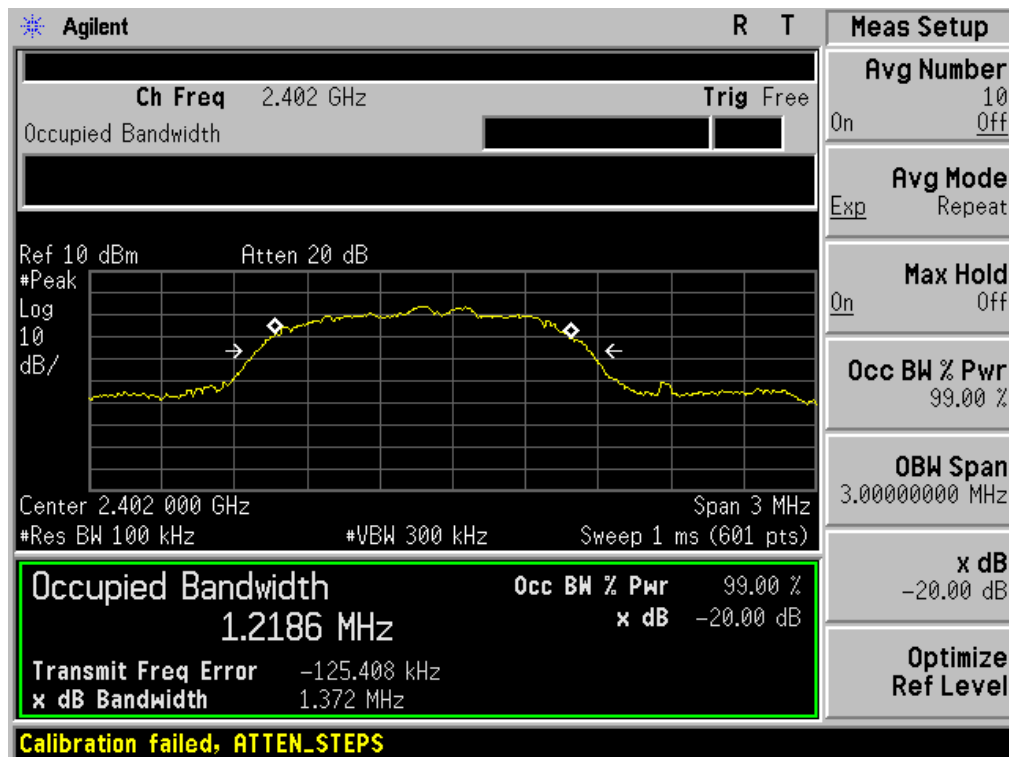 Agilent R T Meas Setup
Ch Freq 2.402 GHz Trig Free
Occupied Bandwidth
Ref 10 dBm Atten 20 dB
#Peak
Log
10
dB/
Center 2.402 000 GHz Span 3 MHz
#Res BW 100 kHz #VBW 300 kHz Sweep 1 ms (601 pts)
Occupied Bandwidth Occ BW % Pwr 99.00 %
1.2186 MHz x dB -20.00 dB
Transmit Freq Error -125.408 kHz
x dB Bandwidth 1.372 MHz
Calibration failed, ATTEN_STEPS
Avg Number
10
On Off
Avg Mode
Exp Repeat
Max Hold
On Off
Occ BW % Pwr
99.00 %
OBW Span
3.00000000 MHz
x dB
-20.00 dB
Optimize
Ref Level